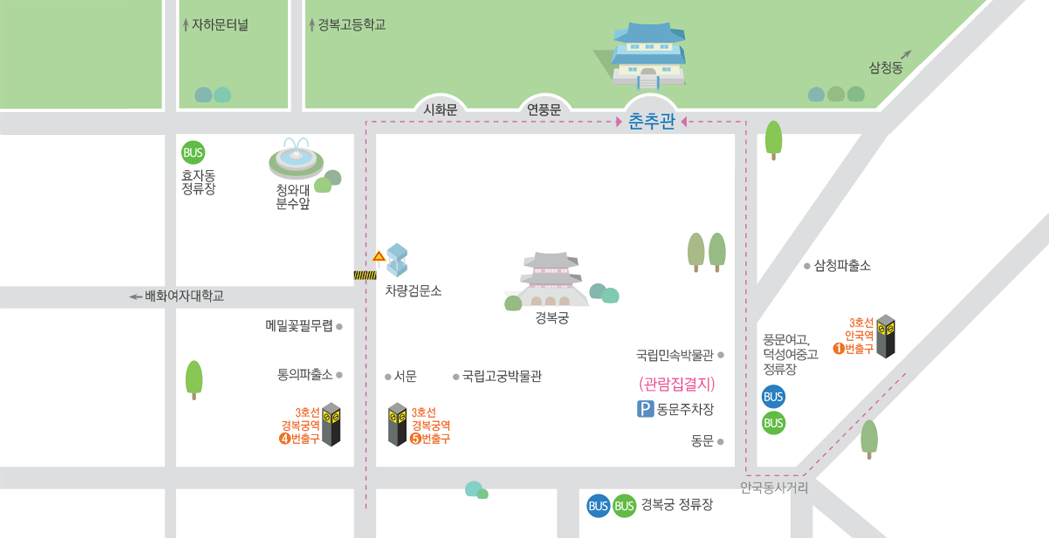 자하문터널
경복고등학교
삼청동
시화문
연풍문
춘추관
BUS
효자동
정류장
청와대
분수앞
차량검문소
경복궁
삼청파출소
배화여자대학교
메밀꽃필무렵
3호선
안국역
1번출구
풍문여고,
덕성여중고
정류장
국립민속박물관
통의파출소
서문
국립고궁박물관
(관람집결지)
P 동문주차장
BUS
BUS
3호선
경복궁역
4번출구
3호선
경복궁역
5번출구
동문
안국동사거리
BUS BUS 경복궁 정류장